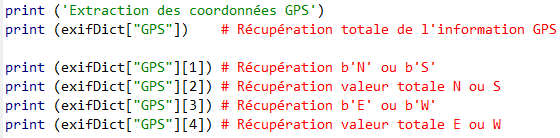 print ('Extraction des coordonnées GPS')
print (exifDict["GPS"])    # Récupération totale de l'information GPS
print (exifDict["GPS"][1]) # Récupération b'N' ou b'S'
print (exifDict["GPS"][2]) # Récupération valeur totale N ou S
print (exifDict["GPS"][3]) # Récupération b'E' ou b'W'
print (exifDict["GPS"][4]) # Récupération valeur totale E ou W